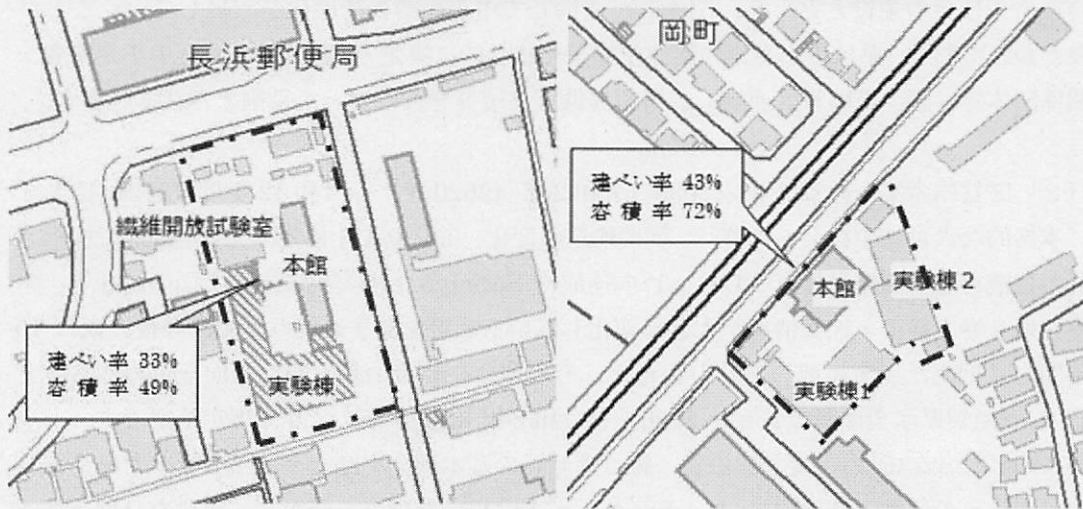 長浜郵便局
繊維開放試験室
本館
建ぺい率 33%
容積率 49%
実験棟
岡町
建ぺい率 43%
容積率 72%
本館
実験棟2
実験棟1